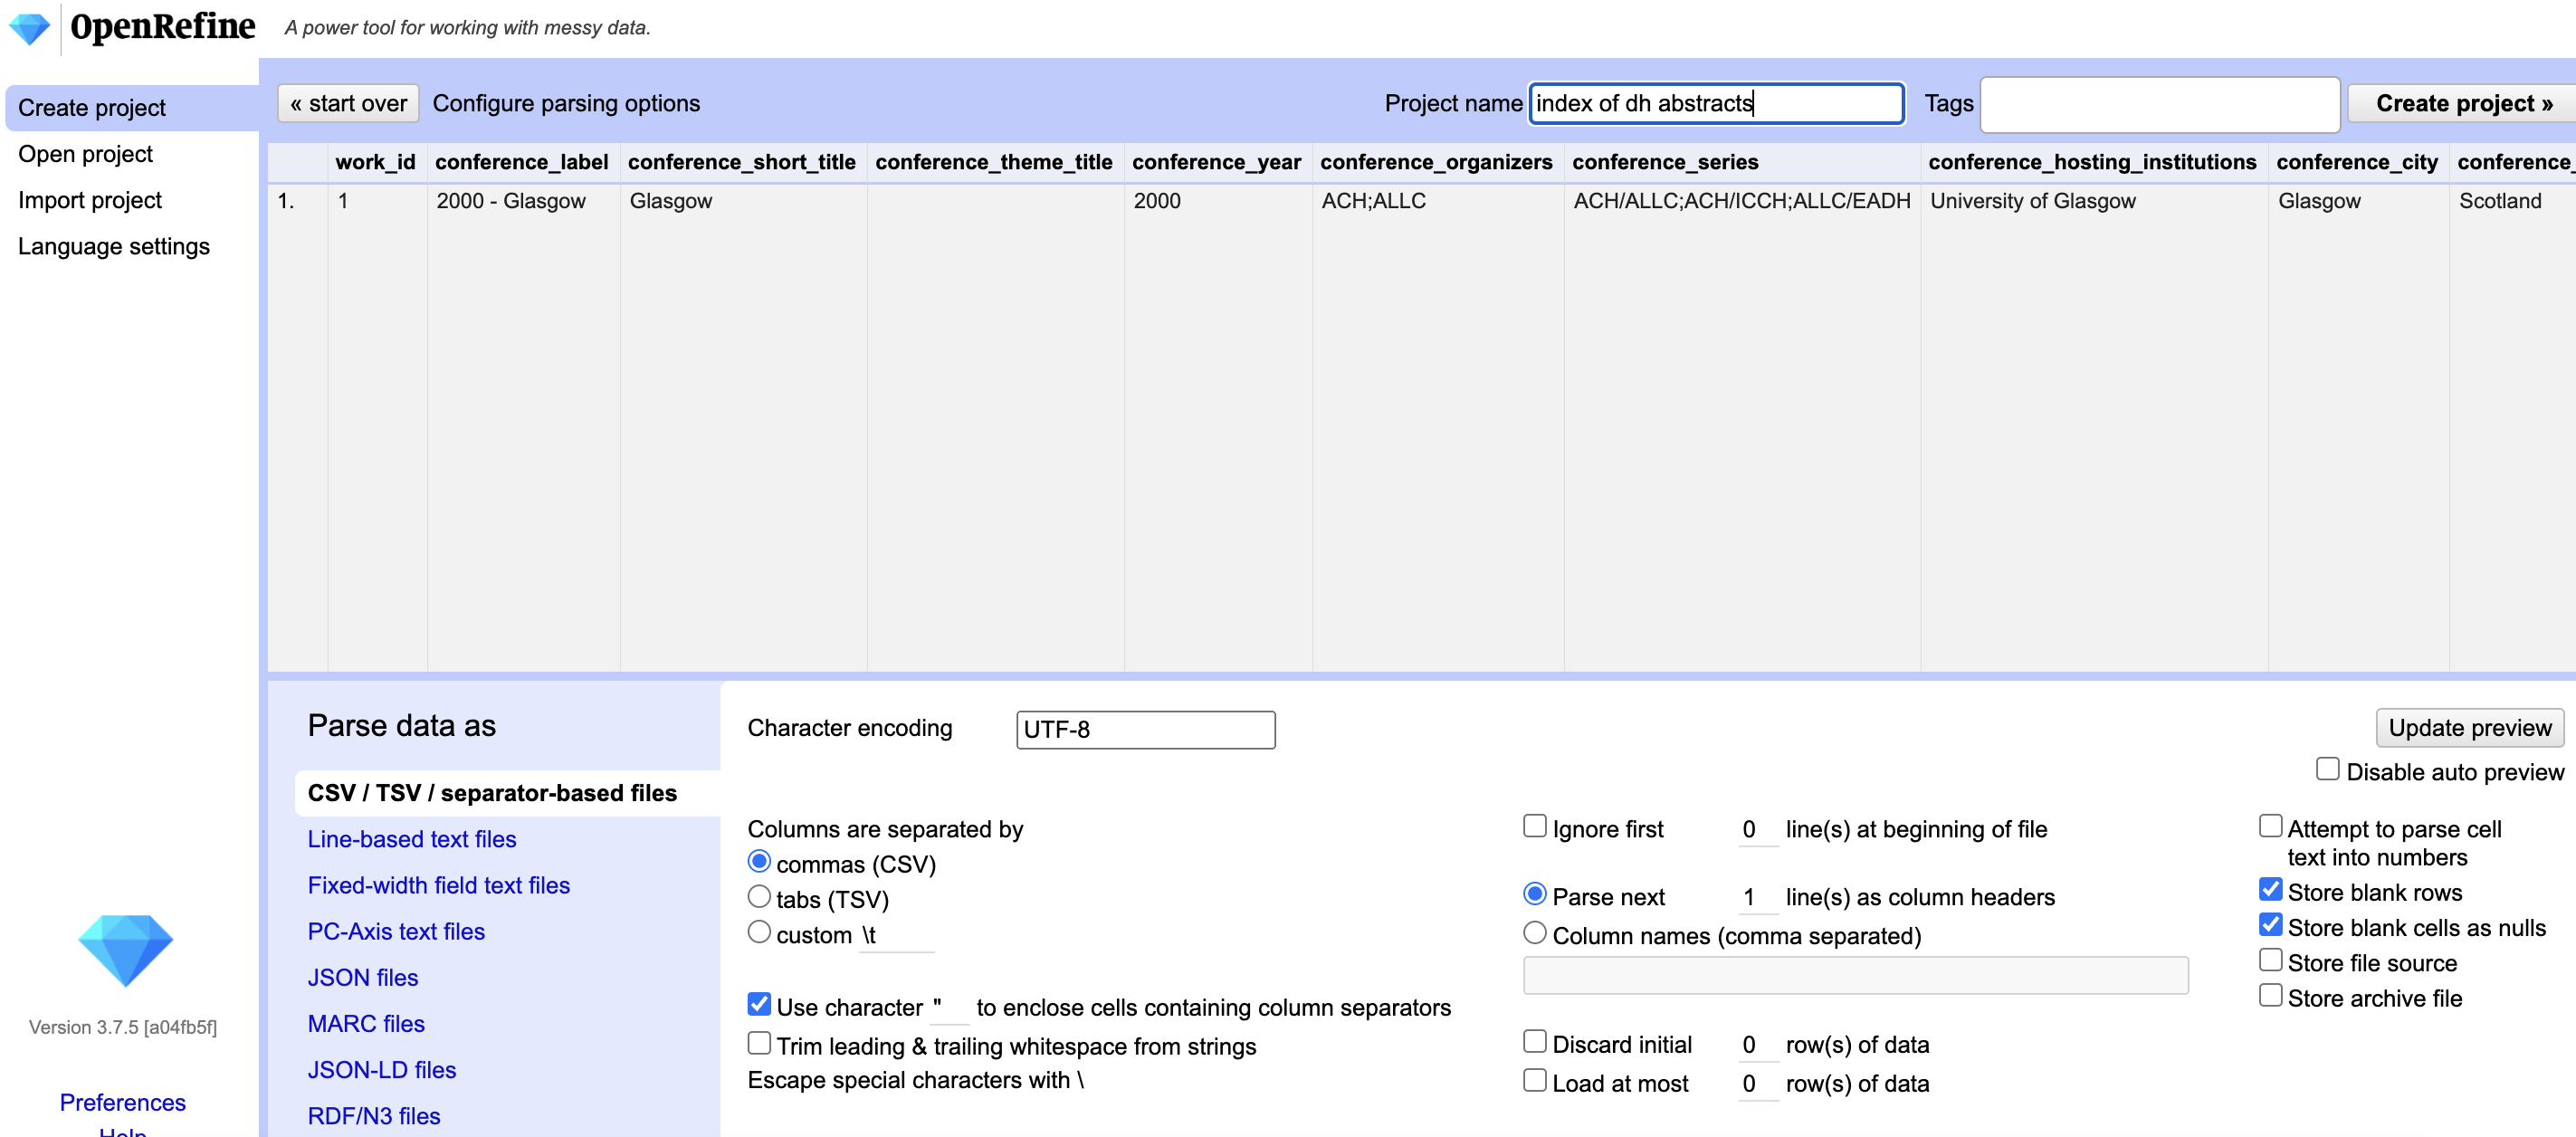 OpenRefine A power tool for working with messy data.
Create project
Open project
Import project
Language settings
« start over Configure parsing options Project name index of dh abstracts Tags Create project »
work_id conference_label conference_short_title conference_theme_title conference_year conference_organizers conference_series conference_hosting_institutions conference_city conference_
1. 1 2000 - Glasgow Glasgow 2000 ACH;ALLC ACH/ALLC;ACH/ICCH;ALLC/EADH University of Glasgow Glasgow Scotland
Parse data as
CSV / TSV / separator-based files
Line-based text files
Fixed-width field text files
PC-Axis text files
JSON files
MARC files
JSON-LD files
RDF/N3 files
Character encoding UTF-8
Update preview
Disable auto preview
Columns are separated by
commas (CSV)
tabs (TSV)
custom \t
Use character " to enclose cells containing column separators
Trim leading & trailing whitespace from strings
Escape special characters with \
Ignore first 0 line(s) at beginning of file
Parse next 1 line(s) as column headers
Column names (comma separated)
Discard initial 0 row(s) of data
Load at most 0 row(s) of data
Attempt to parse cell
text into numbers
Store blank rows
Store blank cells as nulls
Store file source
Store archive file
Version 3.7.5 [a04fb5f]
Preferences
Help